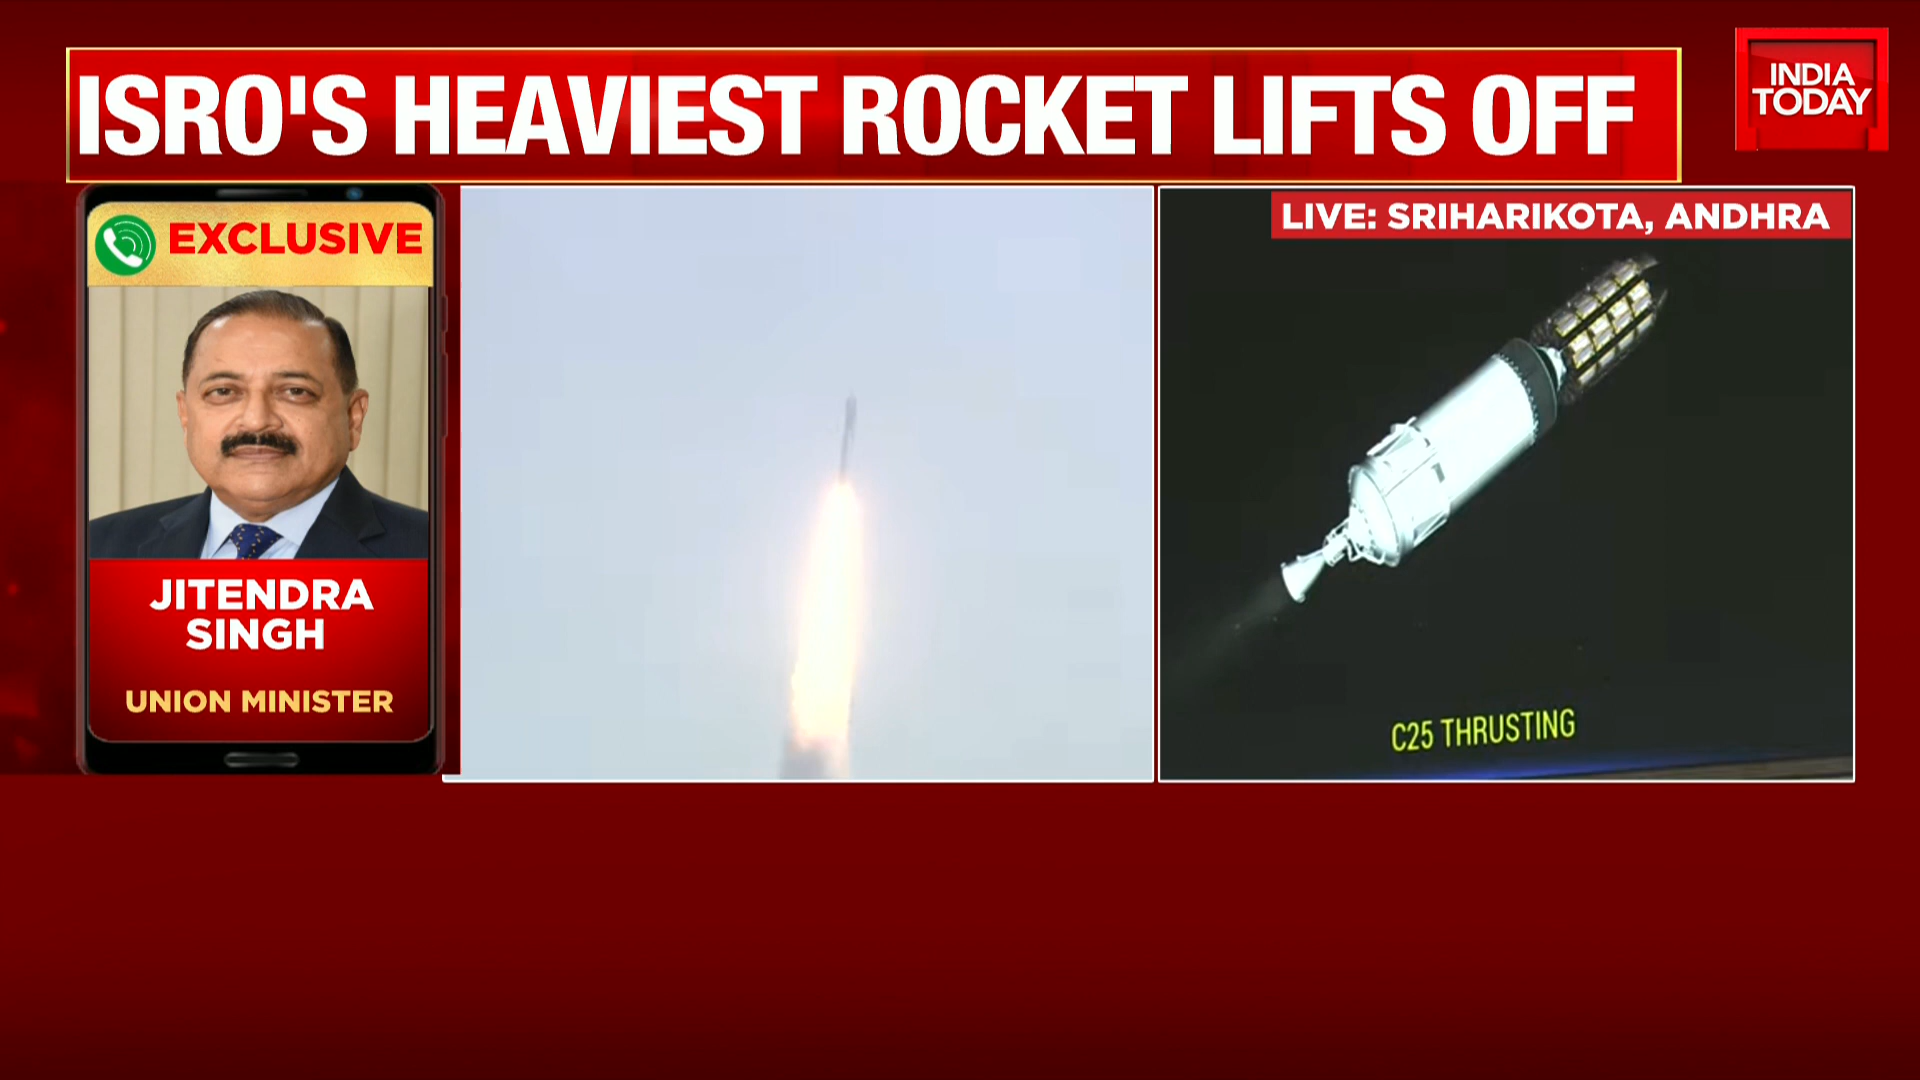 ISRO'S HEAVIEST ROCKET LIFTS OFF
INDIA
TODAY
EXCLUSIVE
JITENDRA
SINGH
UNION MINISTER
LIVE: SRIHARIKOTA, ANDHRA
C25 THRUSTING